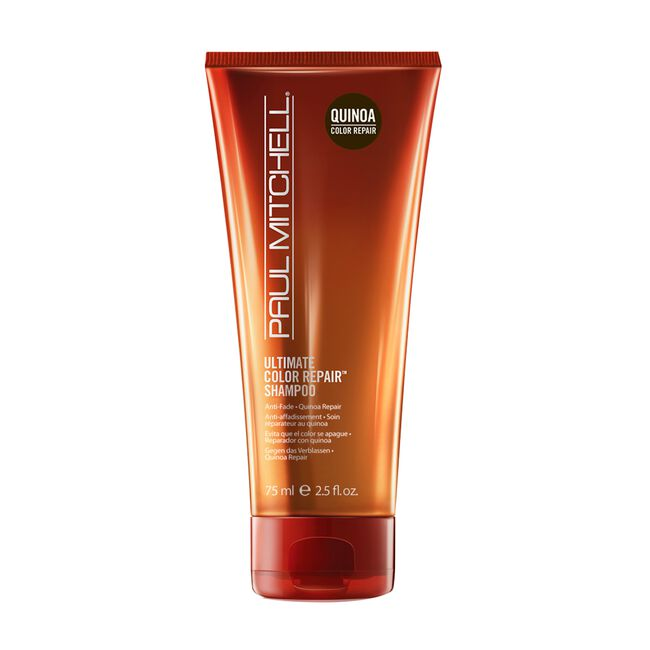 QUINOA
COLOR REPAIR
PAUL MITCHELL®
ULTIMATE
COLOR REPAIR™
SHAMPOO
Anti-Fade • Quinoa Repair
Anti-affadissement • Soin
réparateur au quinoa
Evita que el color se apague •
Reparador con quinoa
Gegen das Verblassen •
Quinoa Repair
75 ml ℮ 2.5 fl. oz.